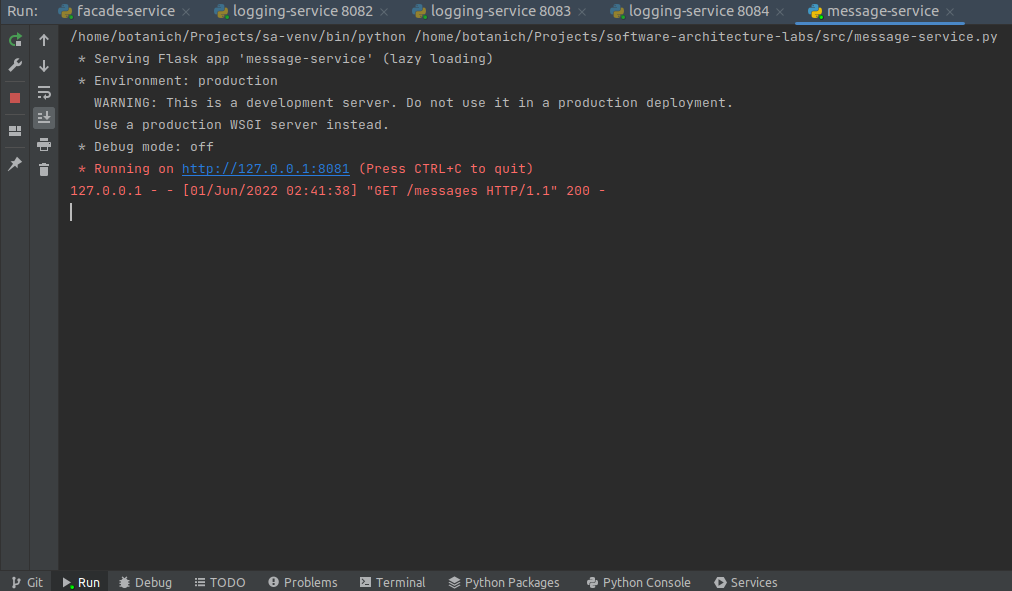 Run: facade-service logging-service 8082 logging-service 8083 logging-service 8084 message-service
/home/botanich/Projects/sa-venv/bin/python /home/botanich/Projects/software-architecture-labs/src/message-service.py
* Serving Flask app 'message-service' (lazy loading)
* Environment: production
WARNING: This is a development server. Do not use it in a production deployment.
Use a production WSGI server instead.
* Debug mode: off
* Running on http://127.0.0.1:8081 (Press CTRL+C to quit)
127.0.0.1 - - [01/Jun/2022 02:41:38] "GET /messages HTTP/1.1" 200 -
Git Run Debug TODO Problems Terminal Python Packages Python Console Services